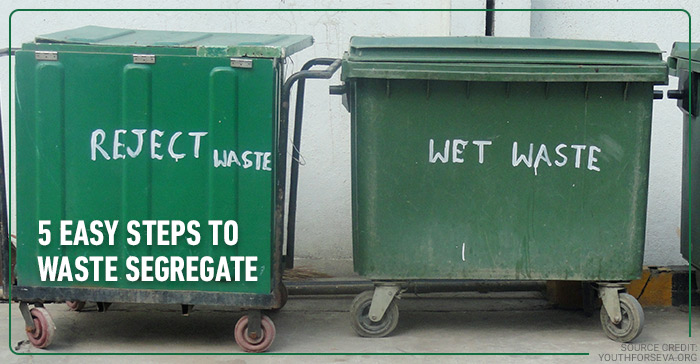 REJECT WASTE
WET WASTE
5 EASY STEPS TO
WASTE SEGREGATE
SOURCE CREDIT:
YOUTHFORSEVA.ORG